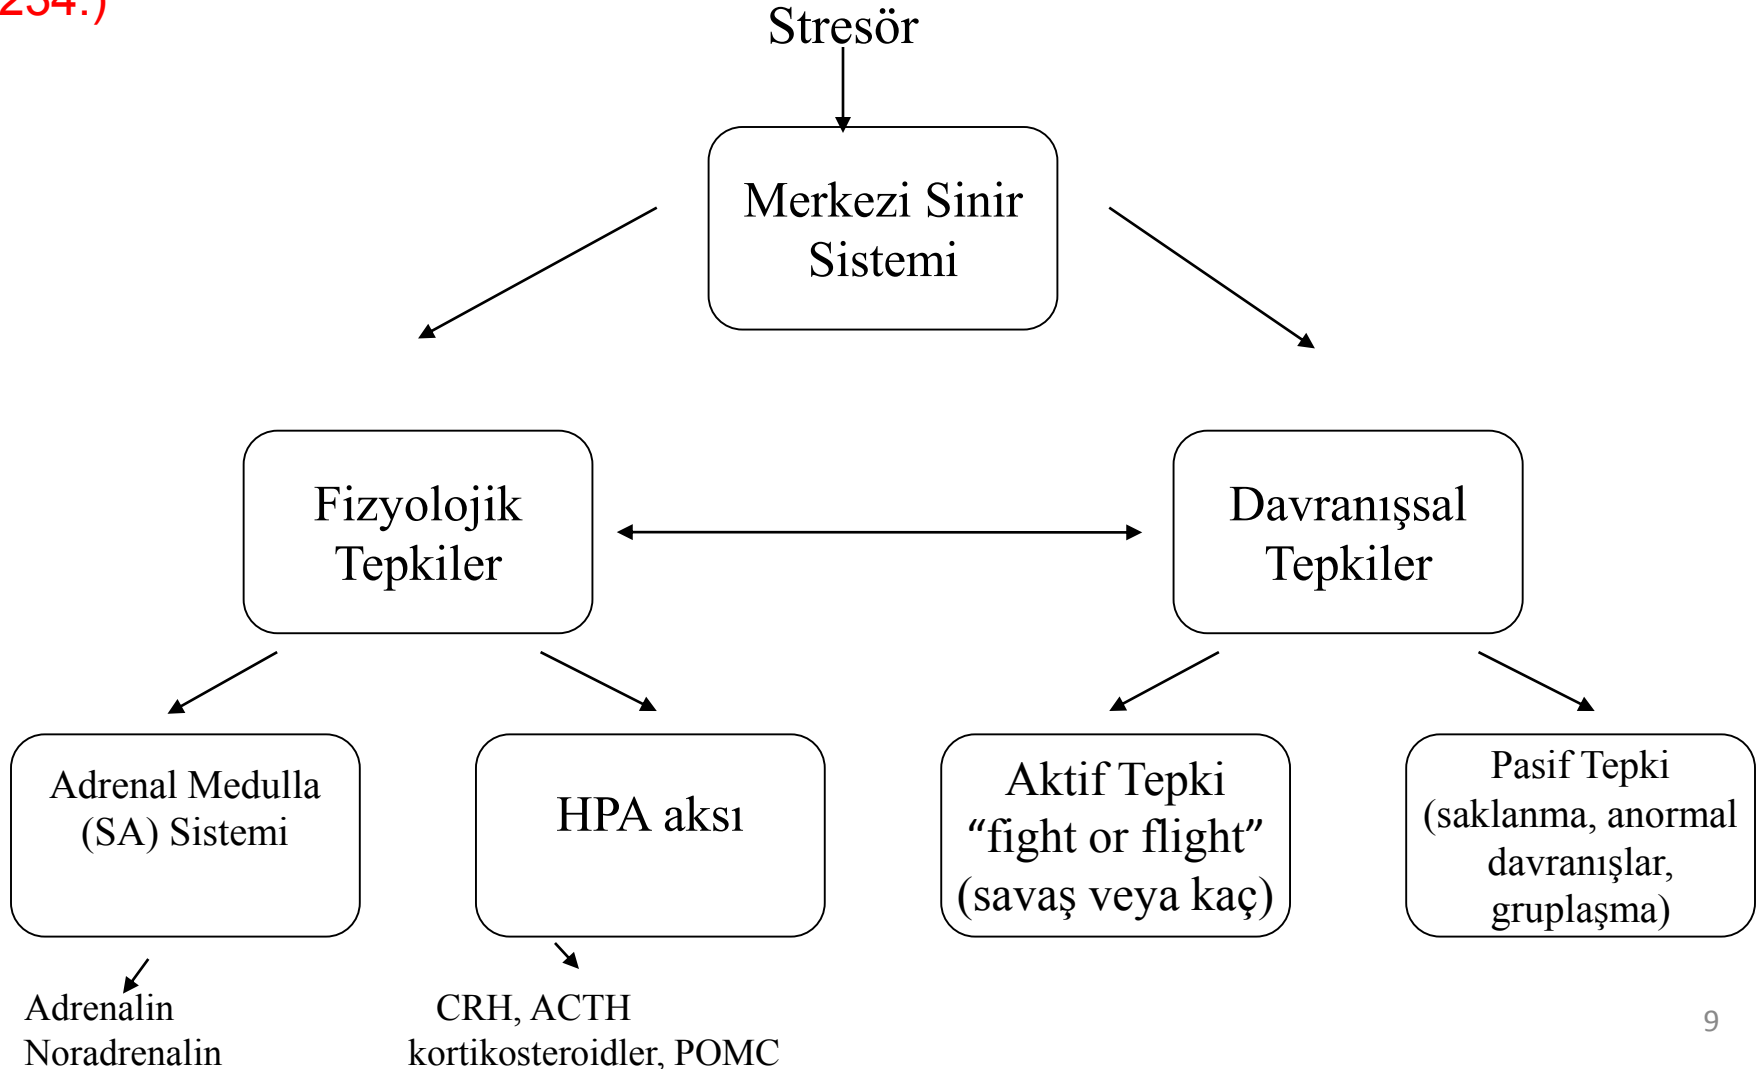 234.)
Stresör
Merkezi Sinir
Sistemi
Fizyolojik
Tepkiler
Davranışsal
Tepkiler
Adrenal Medulla
(SA) Sistemi
HPA aksı
Aktif Tepki
“fight or flight”
(savaş veya kaç)
Pasif Tepki
(saklanma, anormal
davranışlar,
gruplaşma)
Adrenalin
Noradrenalin
CRH, ACTH
kortikosteroidler, POMC
9